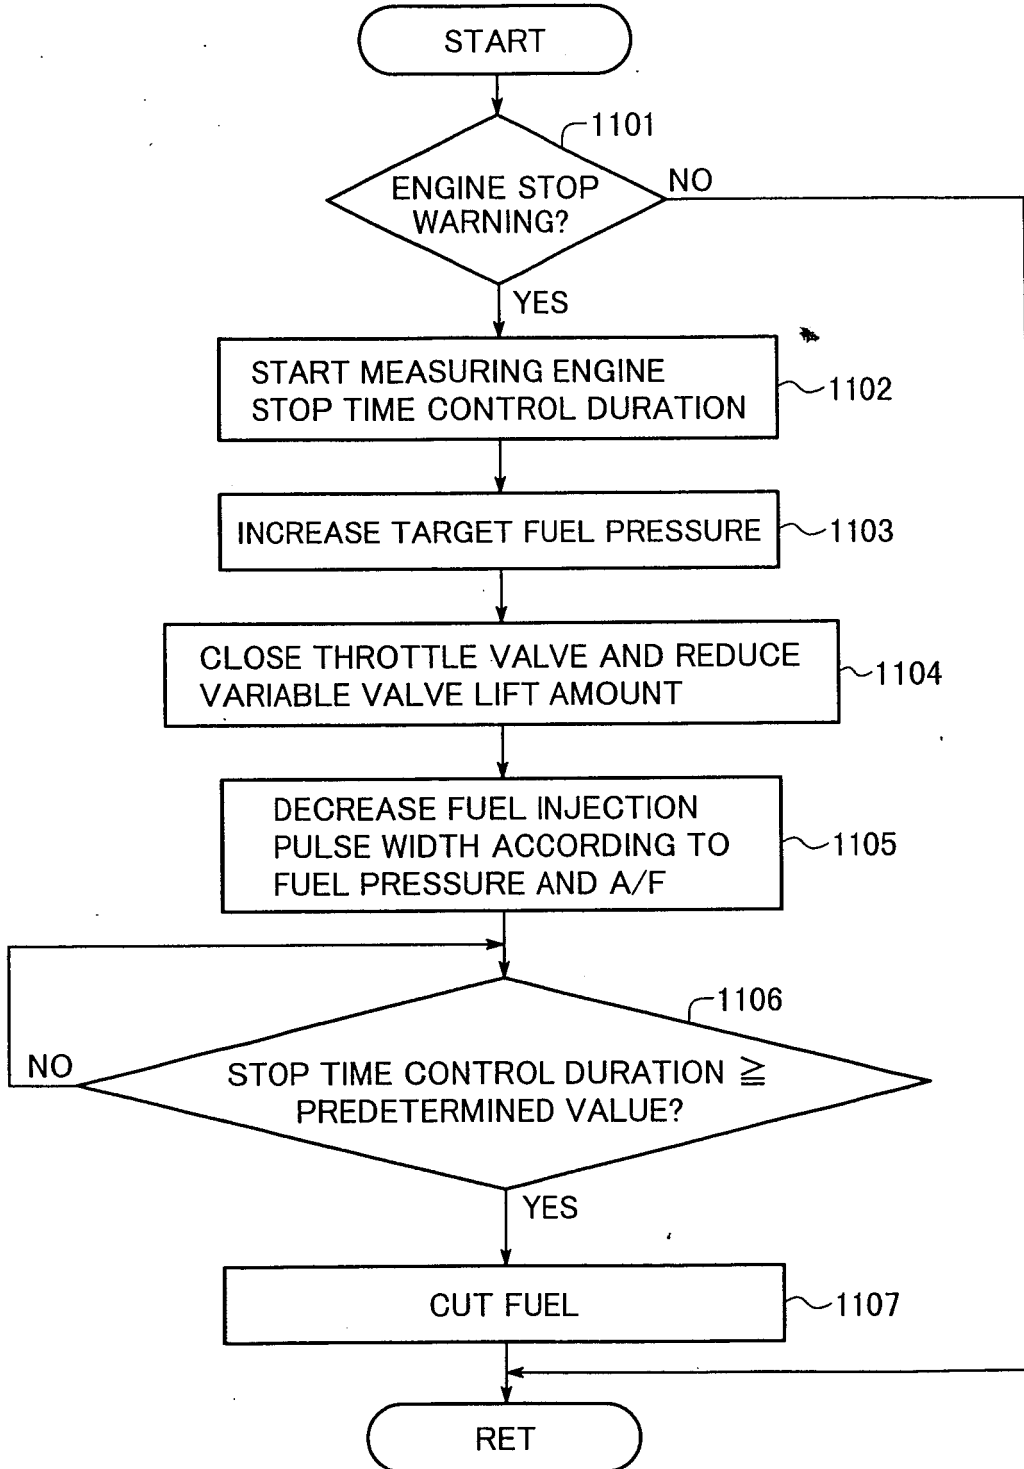 START
1101
ENGINE STOP
WARNING?
NO
YES
START MEASURING ENGINE
STOP TIME CONTROL DURATION
1102
INCREASE TARGET FUEL PRESSURE
1103
CLOSE THROTTLE VALVE AND REDUCE
VARIABLE VALVE LIFT AMOUNT
1104
DECREASE FUEL INJECTION
PULSE WIDTH ACCORDING TO
FUEL PRESSURE AND A/F
1105
1106
NO
STOP TIME CONTROL DURATION ≧
PREDETERMINED VALUE?
YES
CUT FUEL
1107
RET